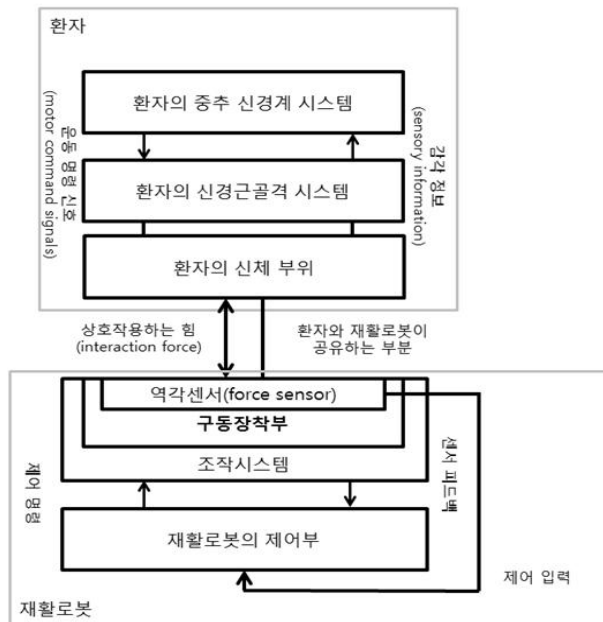 환자
환자의 중추 신경계 시스템
운동 명령 신호
(motor command signals)
감각 정보
(sensory information)
환자의 신경근골격 시스템
환자의 신체 부위
상호작용하는 힘
(interaction force)
환자와 재활로봇이
공유하는 부분
역각센서(force sensor)
구동장착부
조작시스템
제어 명령
센서 피드백
재활로봇의 제어부
제어 입력
재활로봇